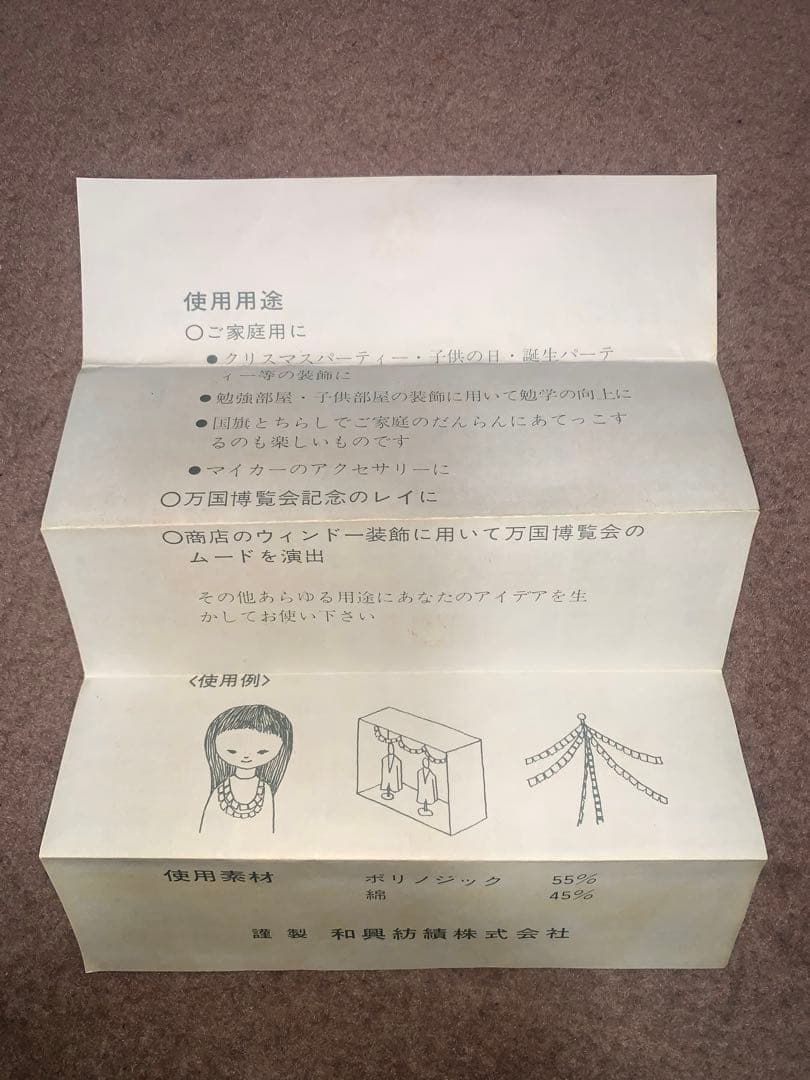 使用用途
○ご家庭用に
●クリスマスパーティー・子供の日・誕生パーテ
ィー等の装飾に
●勉強部屋・子供部屋の装飾に用いて勉学の向上に
●国旗とちらしでご家庭のだんらんにあてっこす
るのも楽しいものです
●マイカーのアクセサリーに
○万国博覧会記念のレイに
○商店のウィンドー装飾に用いて万国博覧会の
ムードを演出
その他あらゆる用途にあなたのアイデアを生
かしてお使い下さい
<使用例>
使用素材 ポリノジック 55%
綿 45%
謹製 和興紡績株式会社